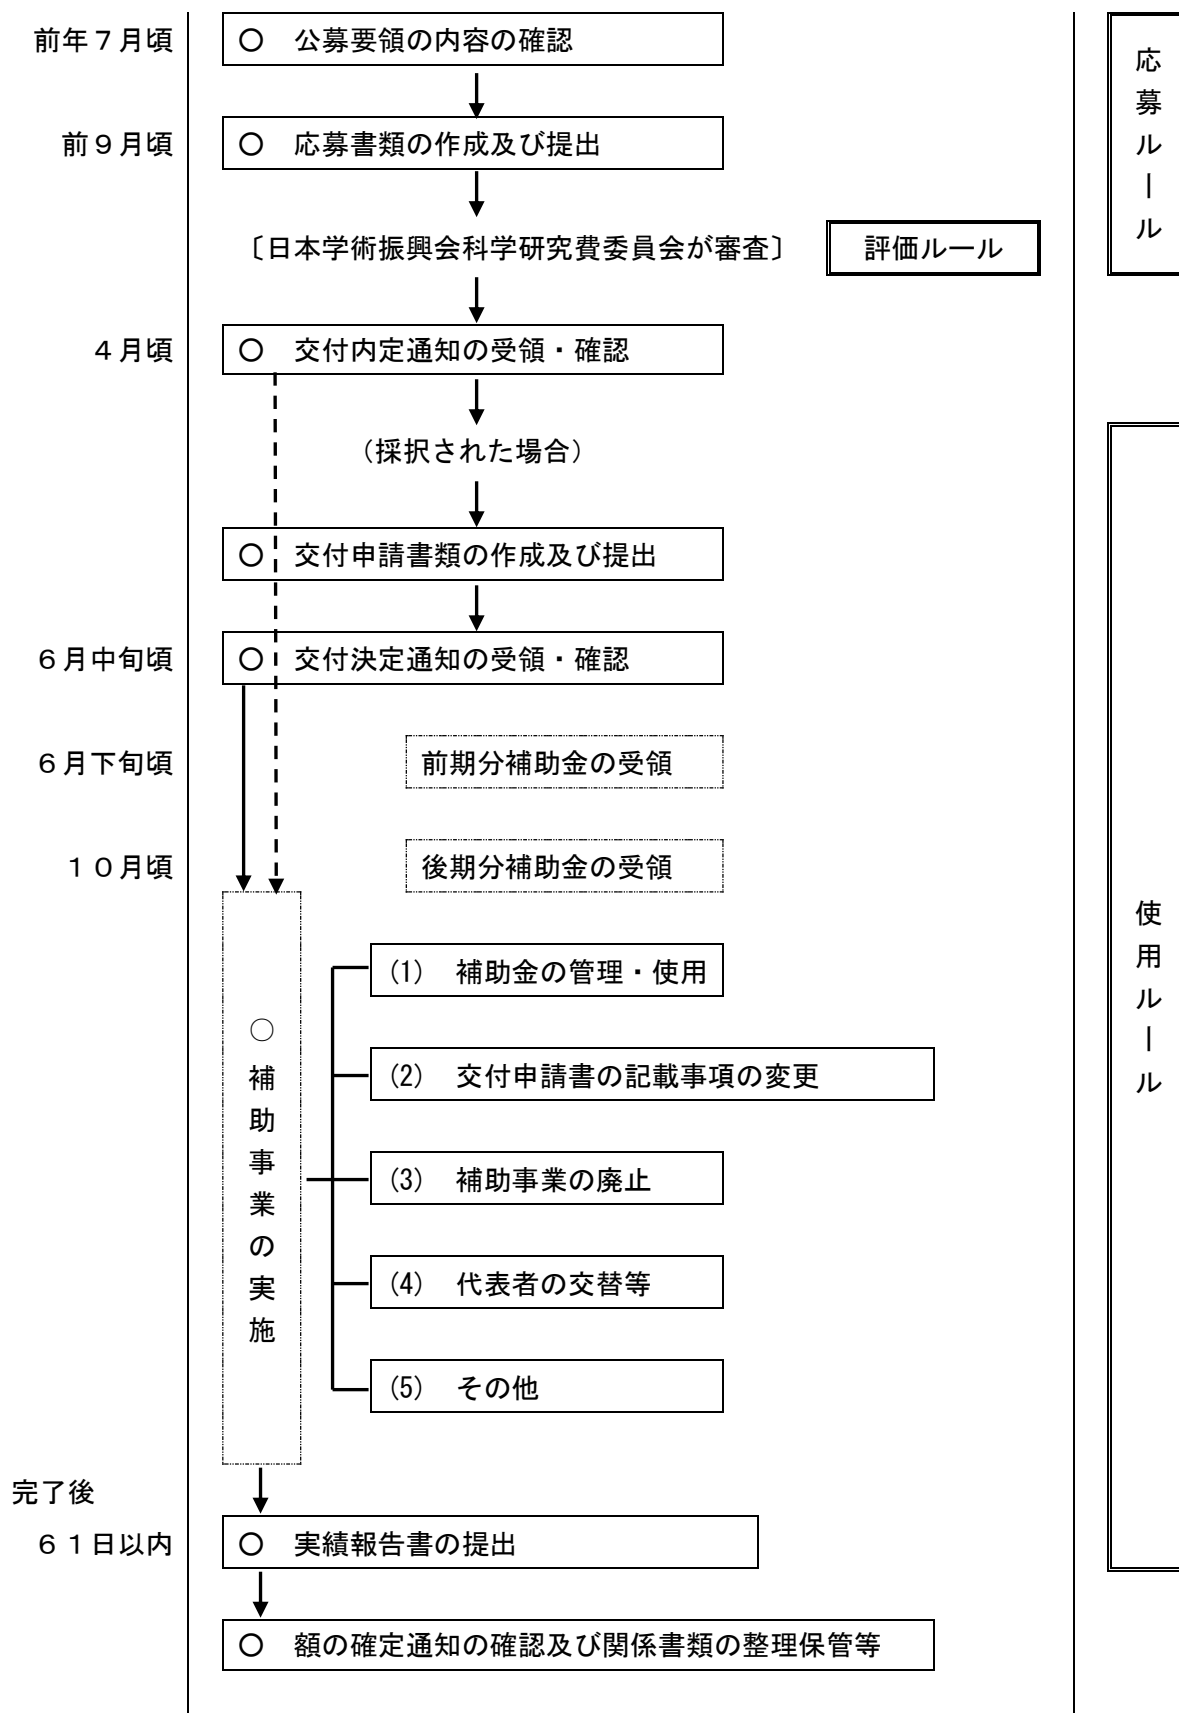 前年７月頃
○　公募要領の内容の確認
前９月頃
○　応募書類の作成及び提出
〔日本学術振興会科学研究費委員会が審査〕
評価ルール
応募ルール
４月頃
○　交付内定通知の受領・確認
（採択された場合）
○　交付申請書類の作成及び提出
６月中旬頃
○　交付決定通知の受領・確認
６月下旬頃
前期分補助金の受領
１０月頃
後期分補助金の受領
○補助事業の実施
(1)　補助金の管理・使用
(2)　交付申請書の記載事項の変更
(3)　補助事業の廃止
(4)　代表者の交替等
(5)　その他
使用ルール
完了後
６１日以内
○　実績報告書の提出
○　額の確定通知の確認及び関係書類の整理保管等